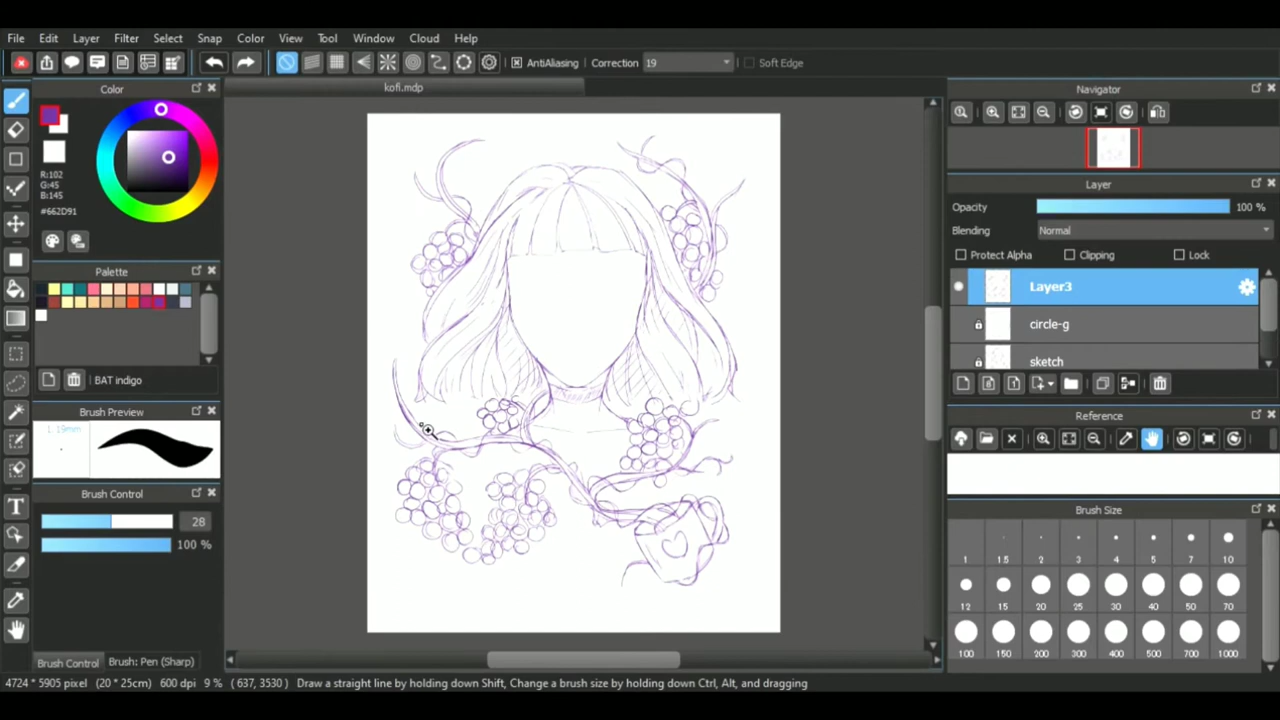 File Edit Layer Filter Select Snap Color View Tool Window Cloud Help
AntiAliasing Correction 19 Soft Edge
Color
kofi.mdp
Navigator
R:102
G:45
B:145
#662D91
Layer
Opacity 100 %
Blending Normal
Protect Alpha Clipping Lock
Palette
Layer3
circle-g
sketch
BAT indigo
Brush Preview
Reference
1.19mm
Brush Control
28
100 %
Brush Size
1 1.5 2 3 4 5 7 10
12 15 20 25 30 40 50 70
100 150 200 300 400 500 700 1000
Brush Control Brush: Pen (Sharp)
4724 * 5905 pixel (20 * 25cm) 600 dpi 9 % ( 637, 3530 ) Draw a straight line by holding down Shift, Change a brush size by holding down Ctrl, Alt, and dragging